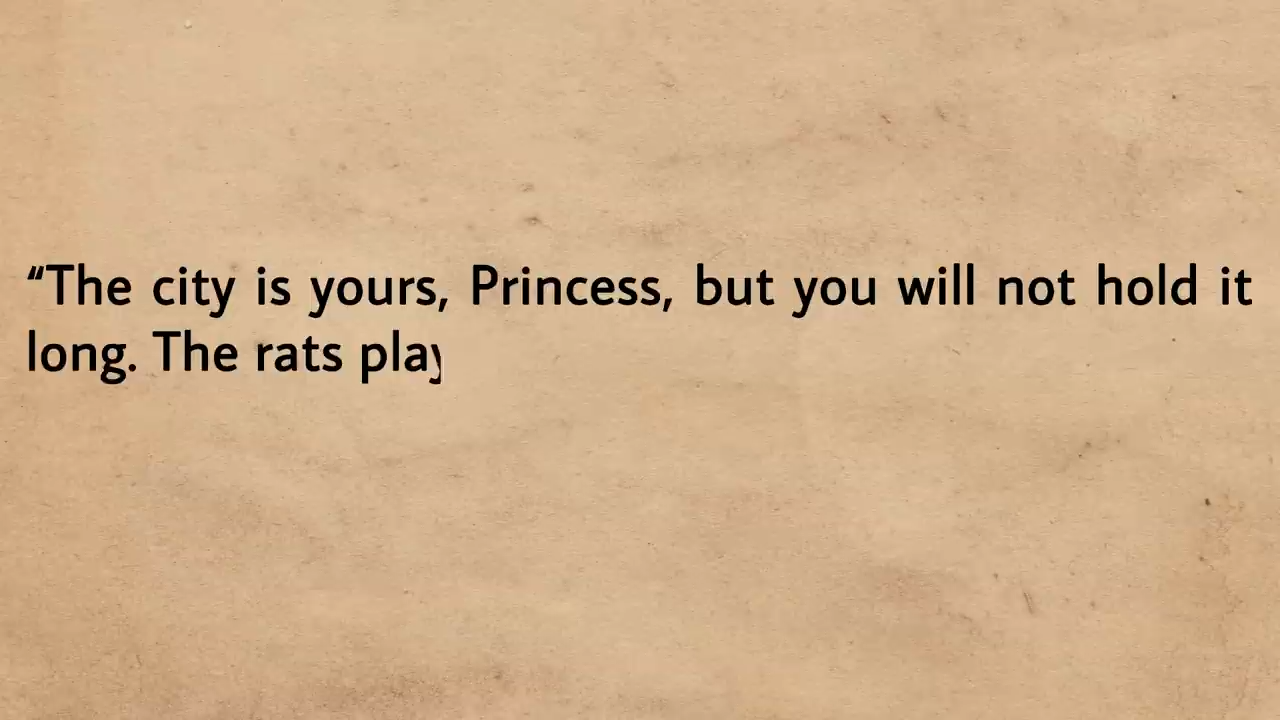 “The city is yours, Princess, but you will not hold it
long. The rats play